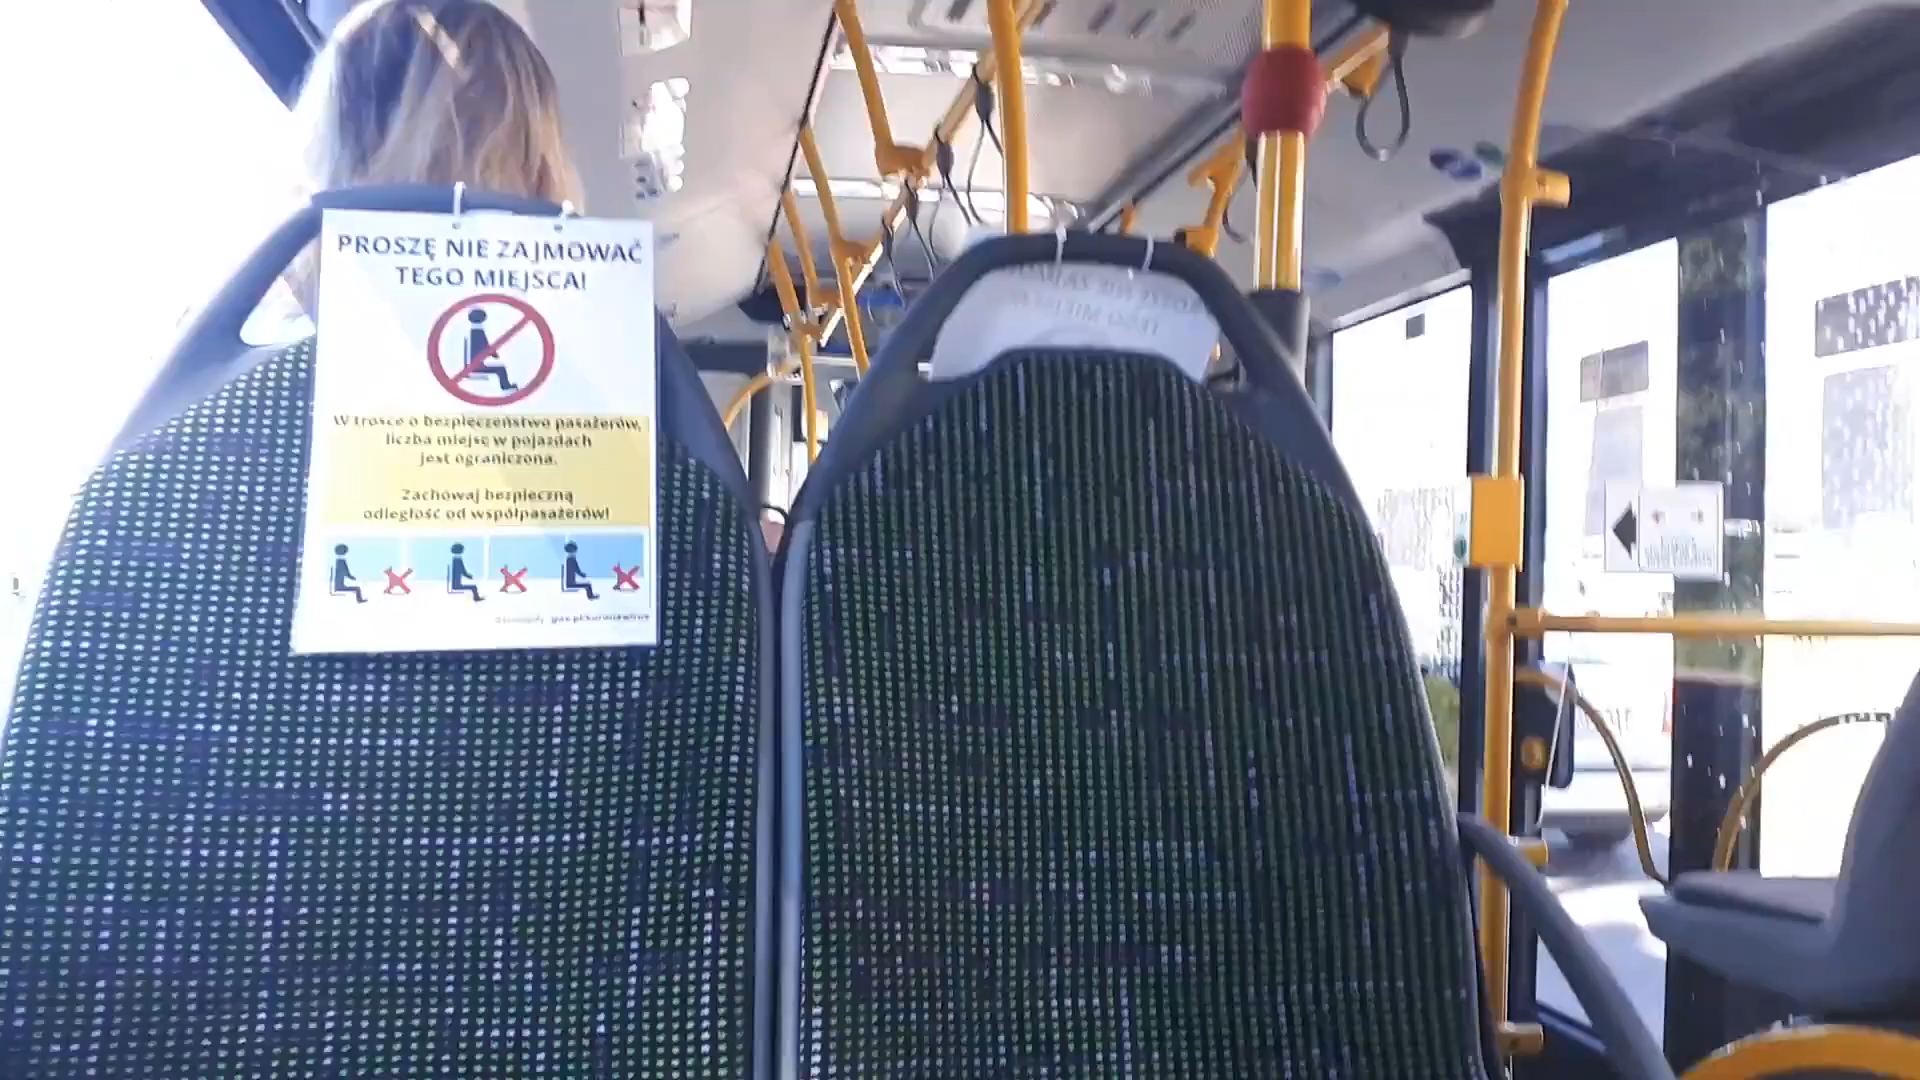 PROSZĘ NIE ZAJMOWAĆ
TEGO MIEJSCA!
W trosce o bezpieczeństwo pasażerów,
liczba miejsc w pojazdach
jest ograniczona.
Zachowaj bezpieczną
odległość od współpasażerów!